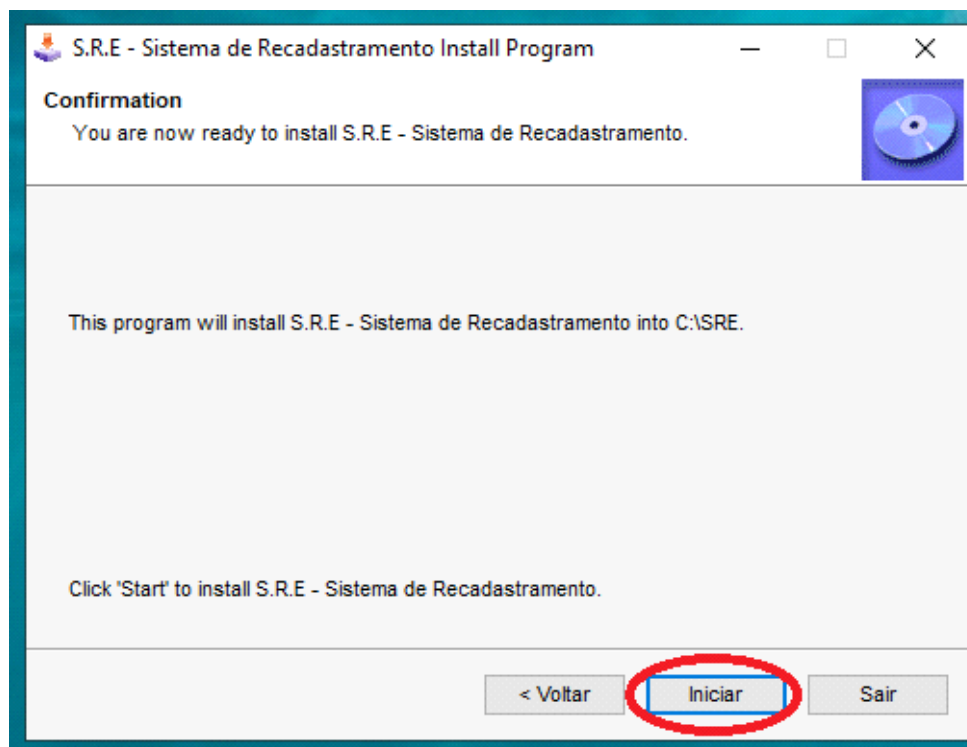 S.R.E - Sistema de Recadastramento Install Program
Confirmation
You are now ready to install S.R.E - Sistema de Recadastramento.
This program will install S.R.E - Sistema de Recadastramento into C:\SRE.
Click 'Start' to install S.R.E - Sistema de Recadastramento.
< Voltar Iniciar Sair